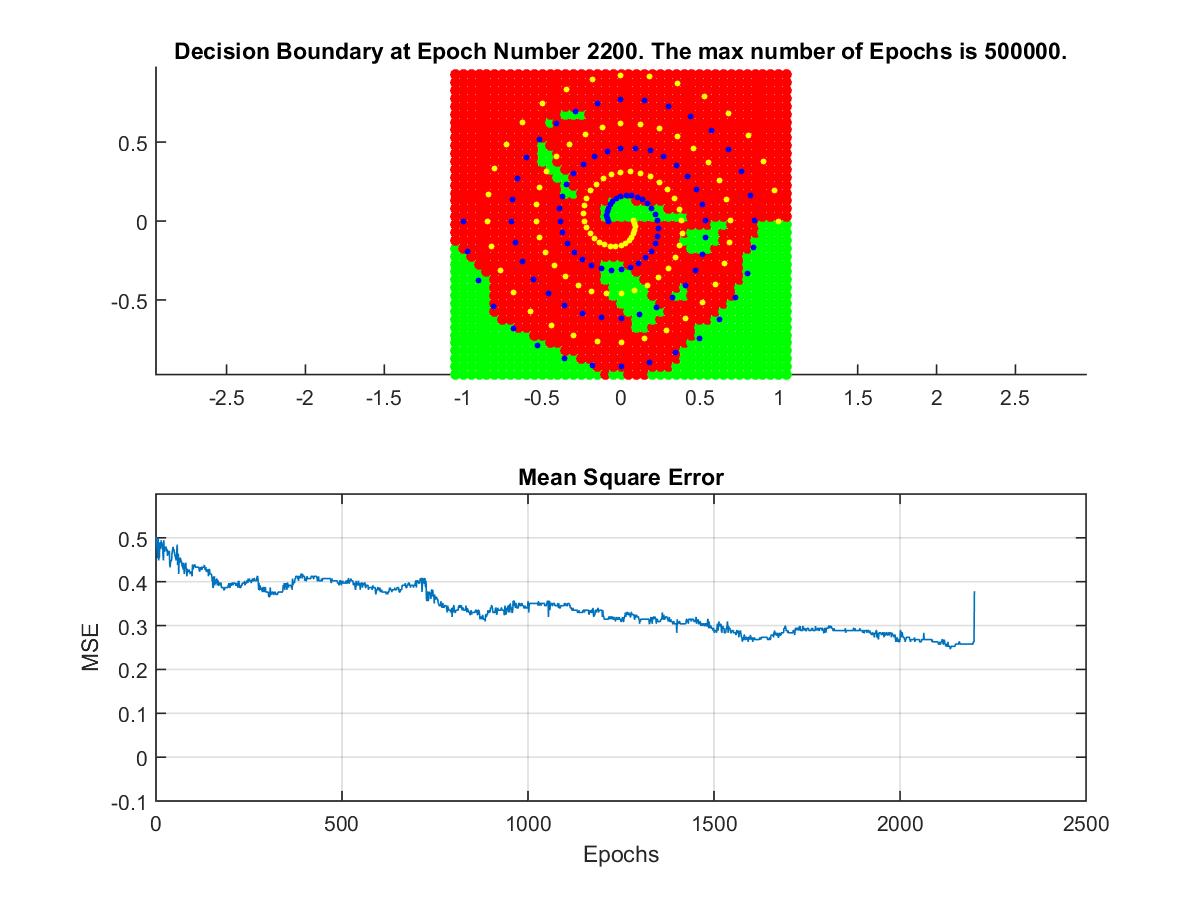 Decision Boundary at Epoch Number 2200. The max number of Epochs is 500000.
0.5
0
-0.5
-2.5 -2 -1.5 -1 -0.5 0 0.5 1 1.5 2 2.5
Mean Square Error
0.5
0.4
0.3
0.2
0.1
0
-0.1
MSE
0 500 1000 1500 2000 2500
Epochs